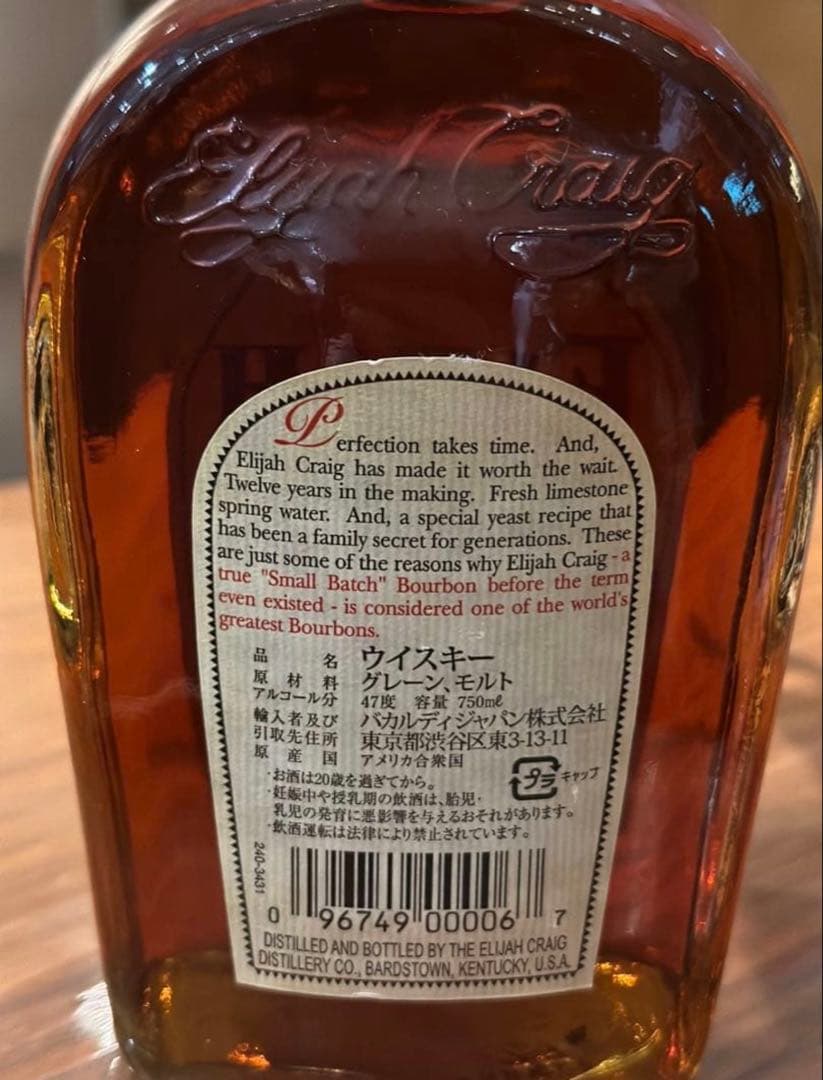 Elijah Craig
Perfection takes time. And,
Elijah Craig has made it worth the wait.
Twelve years in the making. Fresh limestone
spring water. And, a special yeast recipe that
has been a family secret for generations. These
are just some of the reasons why Elijah Craig - a
true "Small Batch" Bourbon before the term
even existed - is considered one of the world's
greatest Bourbons.
品名 ウイスキー
原材料 グレーン、モルト
アルコール分 47度 容量 750mℓ
輸入者及び バカルディジャパン株式会社
引取先住所 東京都渋谷区東3-13-11
原産国 アメリカ合衆国
・お酒は20歳を過ぎてから。
プラ キャップ
・妊娠中や授乳期の飲酒は、胎児・
乳児の発育に悪影響を与えるおそれがあります。
・飲酒運転は法律により禁止されています。
240-3431
0 96749 00006 7
DISTILLED AND BOTTLED BY THE ELIJAH CRAIG
DISTILLERY CO., BARDSTOWN, KENTUCKY, U.S.A.